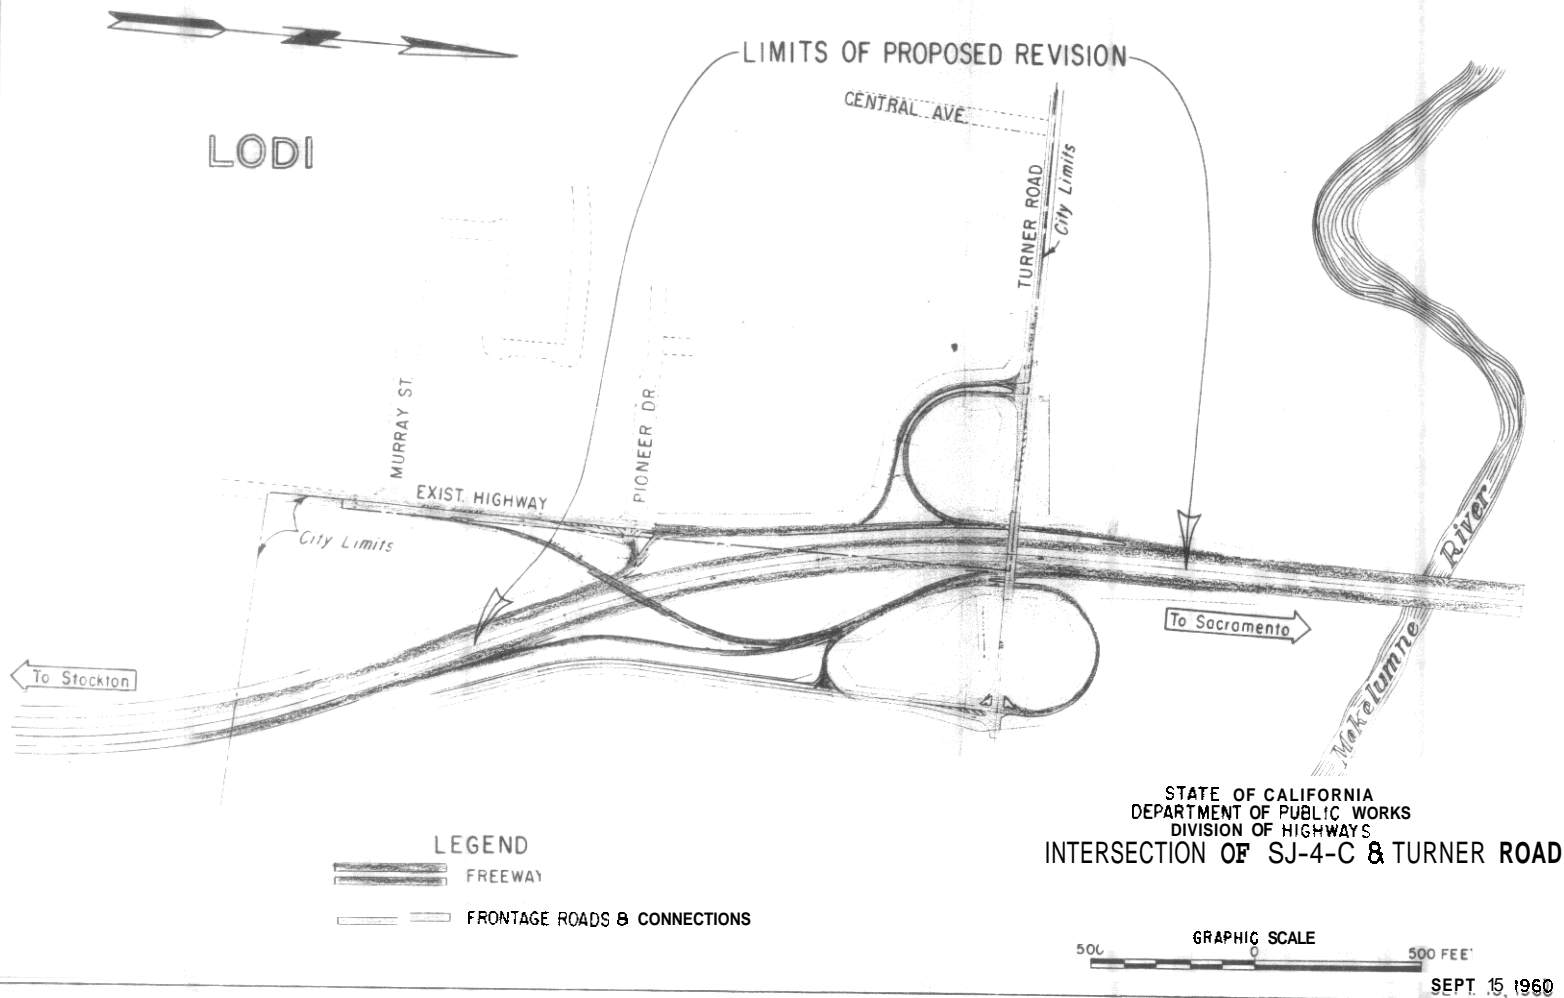 LIMITS OF PROPOSED REVISION
CENTRAL AVE.
LODI
TURNER ROAD
City Limits
MURRAY ST.
PIONEER DR.
EXIST. HIGHWAY
City Limits
River
To Sacramento
To Stockton
Makelumne
STATE OF CALIFORNIA
DEPARTMENT OF PUBLIC WORKS
DIVISION OF HIGHWAYS
INTERSECTION OF SJ-4-C & TURNER ROAD
LEGEND
FREEWAY
FRONTAGE ROADS & CONNECTIONS
GRAPHIC SCALE
500 0 500 FEET
SEPT. 15, 1960